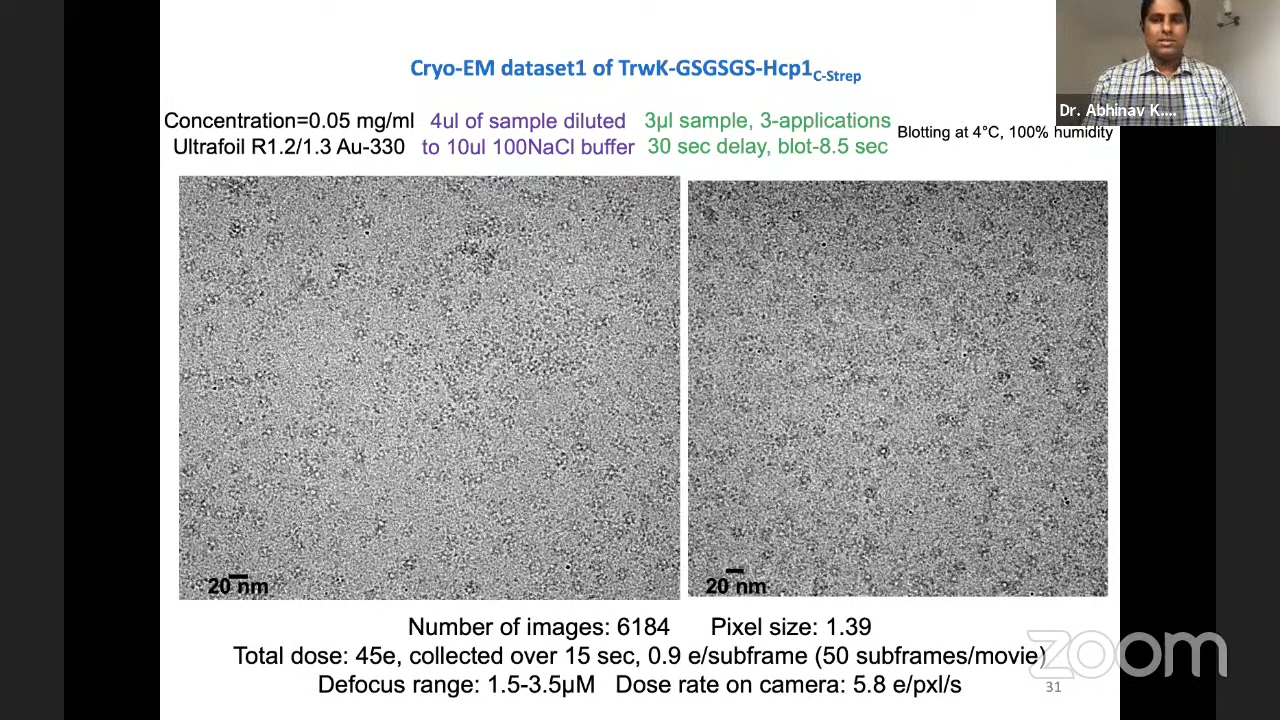 Cryo-EM dataset1 of TrwK-GSGSGS-Hcp1C-Strep
Dr. Abhinav K....
Concentration=0.05 mg/ml 4ul of sample diluted 3µl sample, 3-applications Blotting at 4°C, 100% humidity
Ultrafoil R1.2/1.3 Au-330 to 10ul 100NaCl buffer 30 sec delay, blot-8.5 sec
20 nm 20 nm
Number of images: 6184 Pixel size: 1.39
Total dose: 45e, collected over 15 sec, 0.9 e/subframe (50 subframes/movie)
Defocus range: 1.5-3.5µM Dose rate on camera: 5.8 e/pxl/s
31
zoom